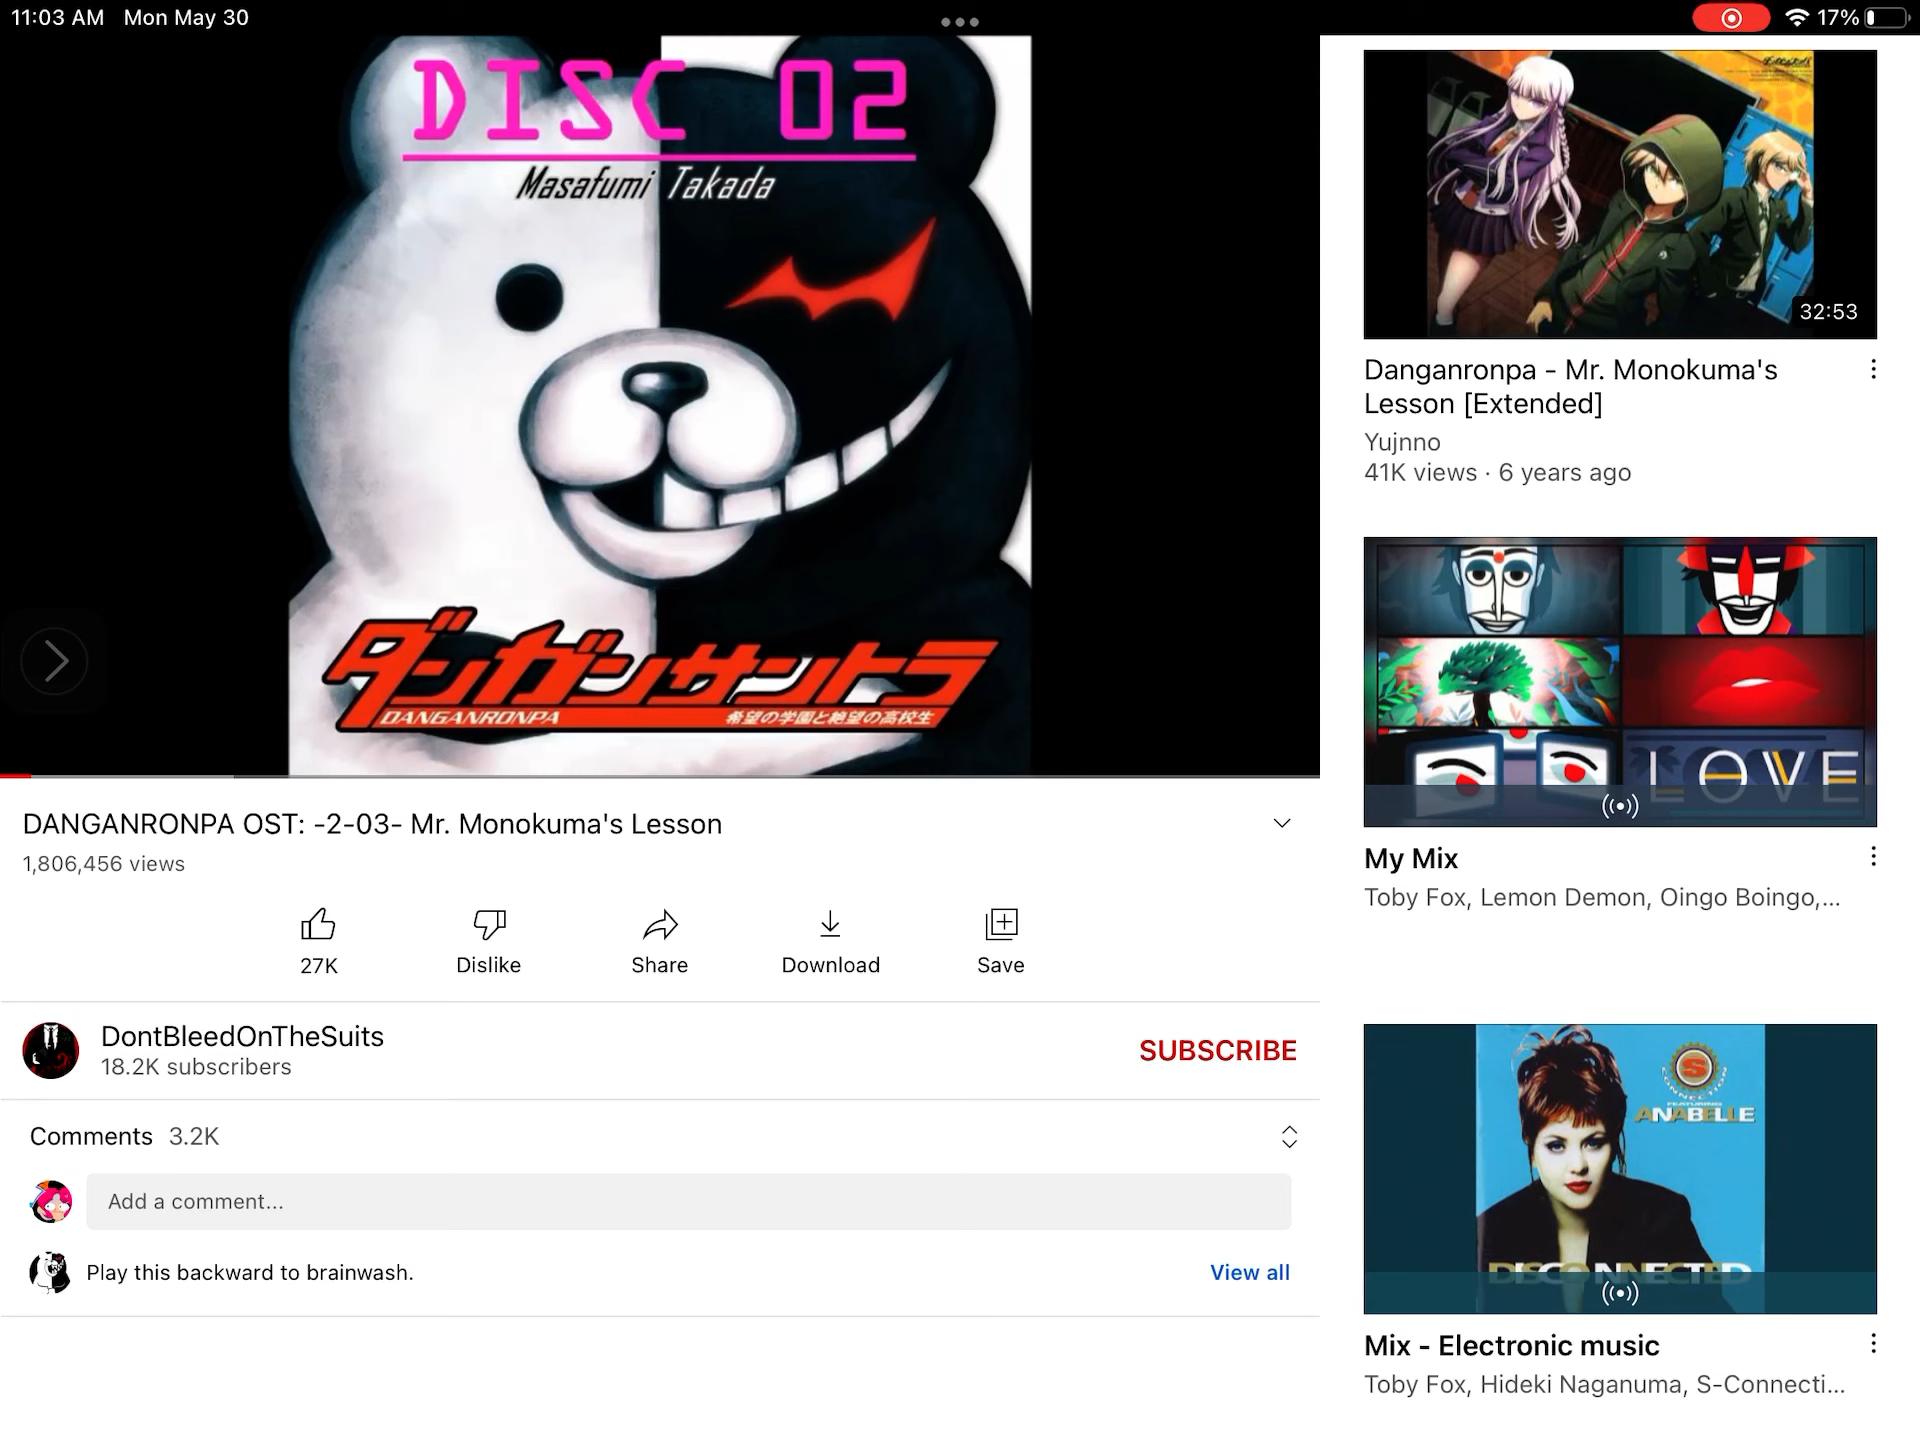 11:03 AM Mon May 30
17%
DISC 02
Masafumi Takada
ダンガンサントラ
DANGANRONPA
希望の学園と絶望の高校生
DANGANRONPA OST: -2-03- Mr. Monokuma's Lesson
1,806,456 views
27K
Dislike
Share
Download
Save
DontBleedOnTheSuits
18.2K subscribers
SUBSCRIBE
Comments 3.2K
Add a comment...
Play this backward to brainwash.
View all
32:53
Danganronpa - Mr. Monokuma's
Lesson [Extended]
Yujnno
41K views · 6 years ago
LOVE
My Mix
Toby Fox, Lemon Demon, Oingo Boingo,...
S
CONNECTION
FEATURING
ANABELLE
DISCONNECTED
Mix - Electronic music
Toby Fox, Hideki Naganuma, S-Connecti...